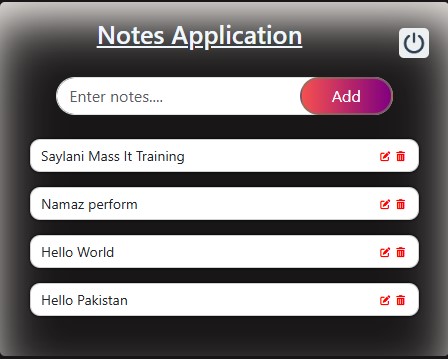 Notes Application
Enter notes....
Add
Saylani Mass It Training
Namaz perform
Hello World
Hello Pakistan